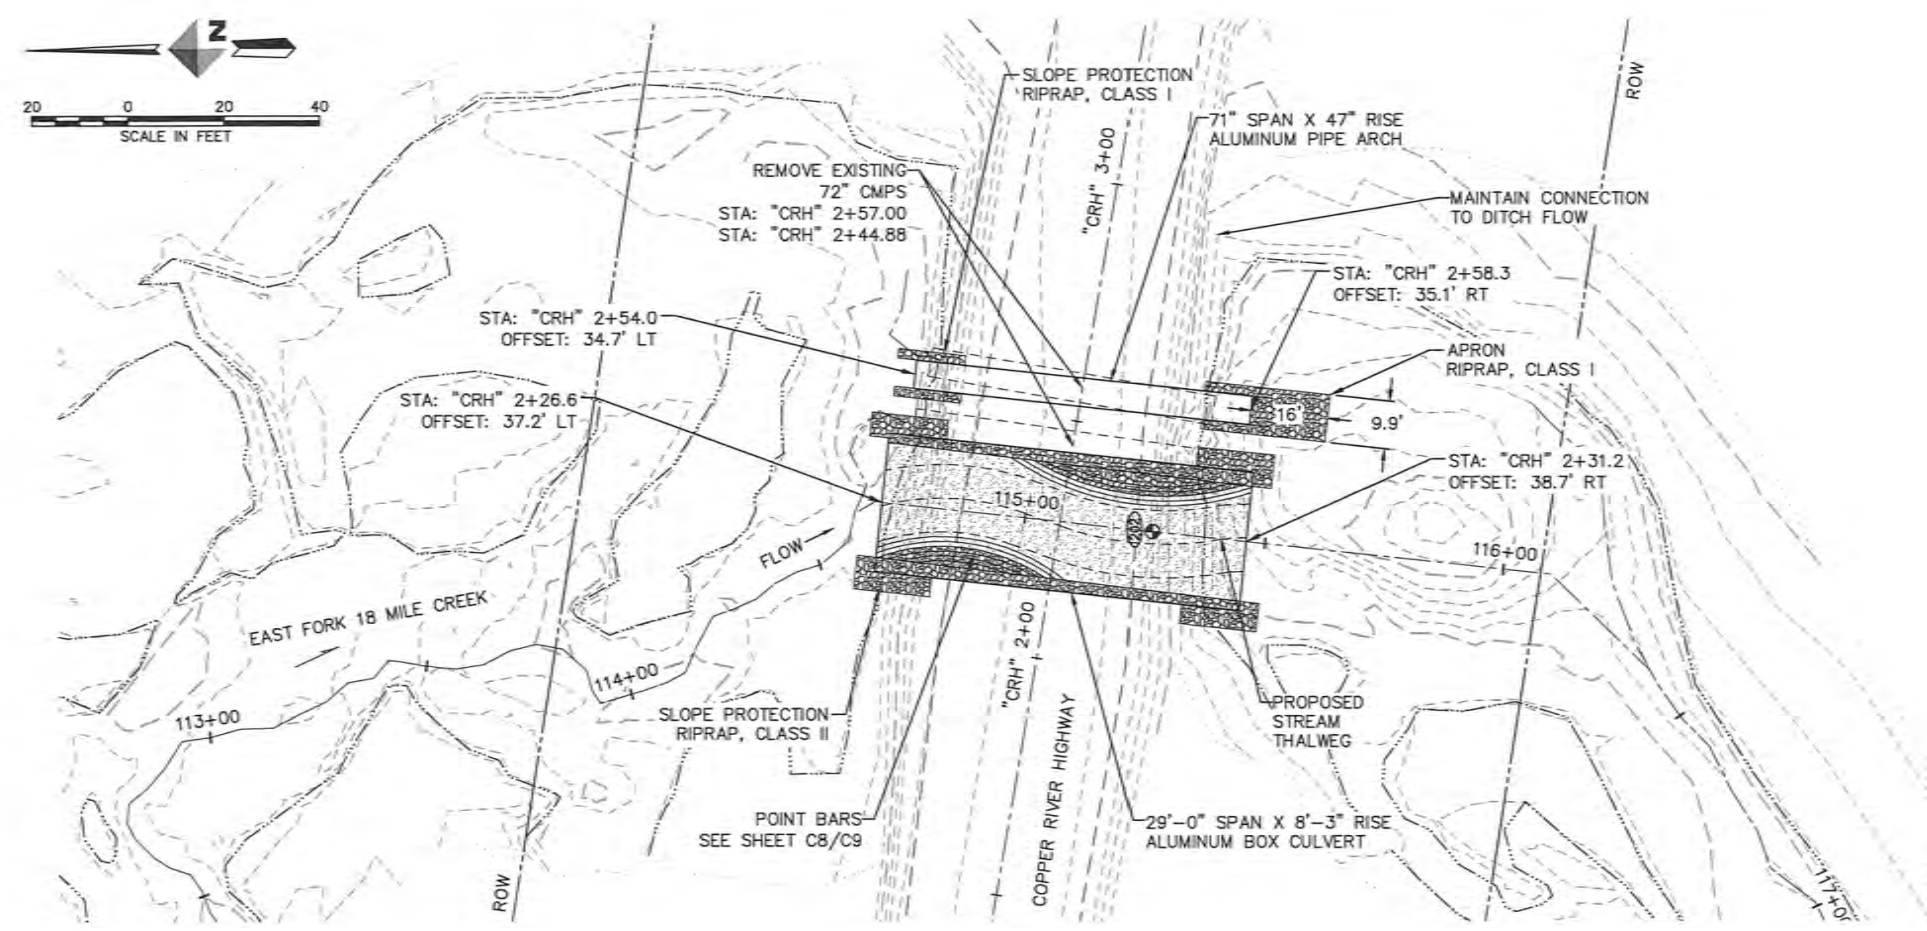 N
20 0 20 40
SCALE IN FEET
ROW
SLOPE PROTECTION
RIPRAP, CLASS I
71" SPAN X 47" RISE
ALUMINUM PIPE ARCH
"CRH" 3+00
REMOVE EXISTING
72" CMPS
STA: "CRH" 2+57.00
STA: "CRH" 2+44.88
MAINTAIN CONNECTION
TO DITCH FLOW
STA: "CRH" 2+58.3
OFFSET: 35.1' RT
STA: "CRH" 2+54.0
OFFSET: 34.7' LT
APRON
RIPRAP, CLASS I
STA: "CRH" 2+26.6
OFFSET: 37.2' LT
16'
9.9'
STA: "CRH" 2+31.2
OFFSET: 38.7' RT
115+00
202
116+00
FLOW
EAST FORK 18 MILE CREEK
"CRH" 2+00
114+00
113+00
SLOPE PROTECTION
RIPRAP, CLASS II
PROPOSED
STREAM
THALWEG
COPPER RIVER HIGHWAY
POINT BARS
SEE SHEET C8/C9
29'-0" SPAN X 8'-3" RISE
ALUMINUM BOX CULVERT
ROW
117+00